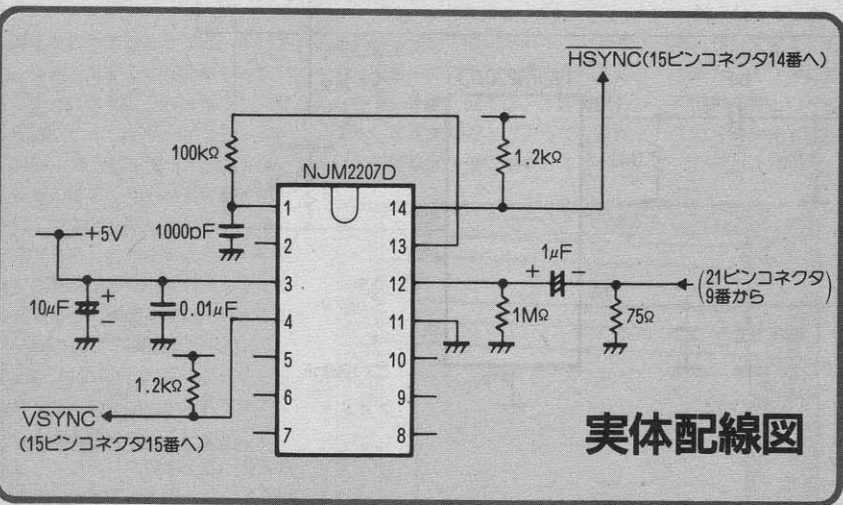 HSYNC(15ピンコネクタ14番へ)
100kΩ
1.2kΩ
NJM2207D
1
14
1000pF
2
13
1μF
+5V
+ −
3
12
(21ピンコネクタ
9番から)
10μF
+
−
0.01μF
1MΩ
75Ω
4
11
5
10
1.2kΩ
6
9
VSYNC
(15ピンコネクタ15番へ)
7
8
実体配線図